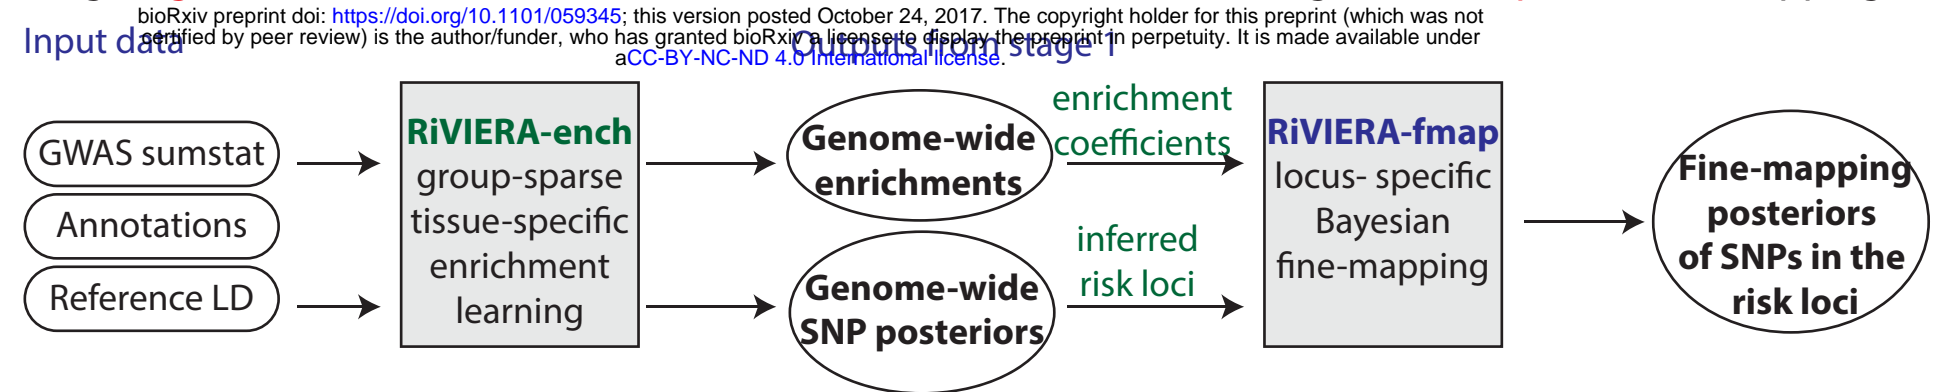 bioRxiv preprint doi: https://doi.org/10.1101/059345; this version posted October 24, 2017. The copyright holder for this preprint (which was not
certified by peer review) is the author/funder, who has granted bioRxiv a license to display the preprint in perpetuity. It is made available under
aCC-BY-NC-ND 4.0 International license.
Input data
Outputs from stage 1
GWAS sumstat
Annotations
Reference LD
RiVIERA-ench
group-sparse
tissue-specific
enrichment
learning
Genome-wide
enrichments
Genome-wide
SNP posteriors
enrichment
coefficients
inferred
risk loci
RiVIERA-fmap
locus- specific
Bayesian
fine-mapping
Fine-mapping
posteriors
of SNPs in the
risk loci